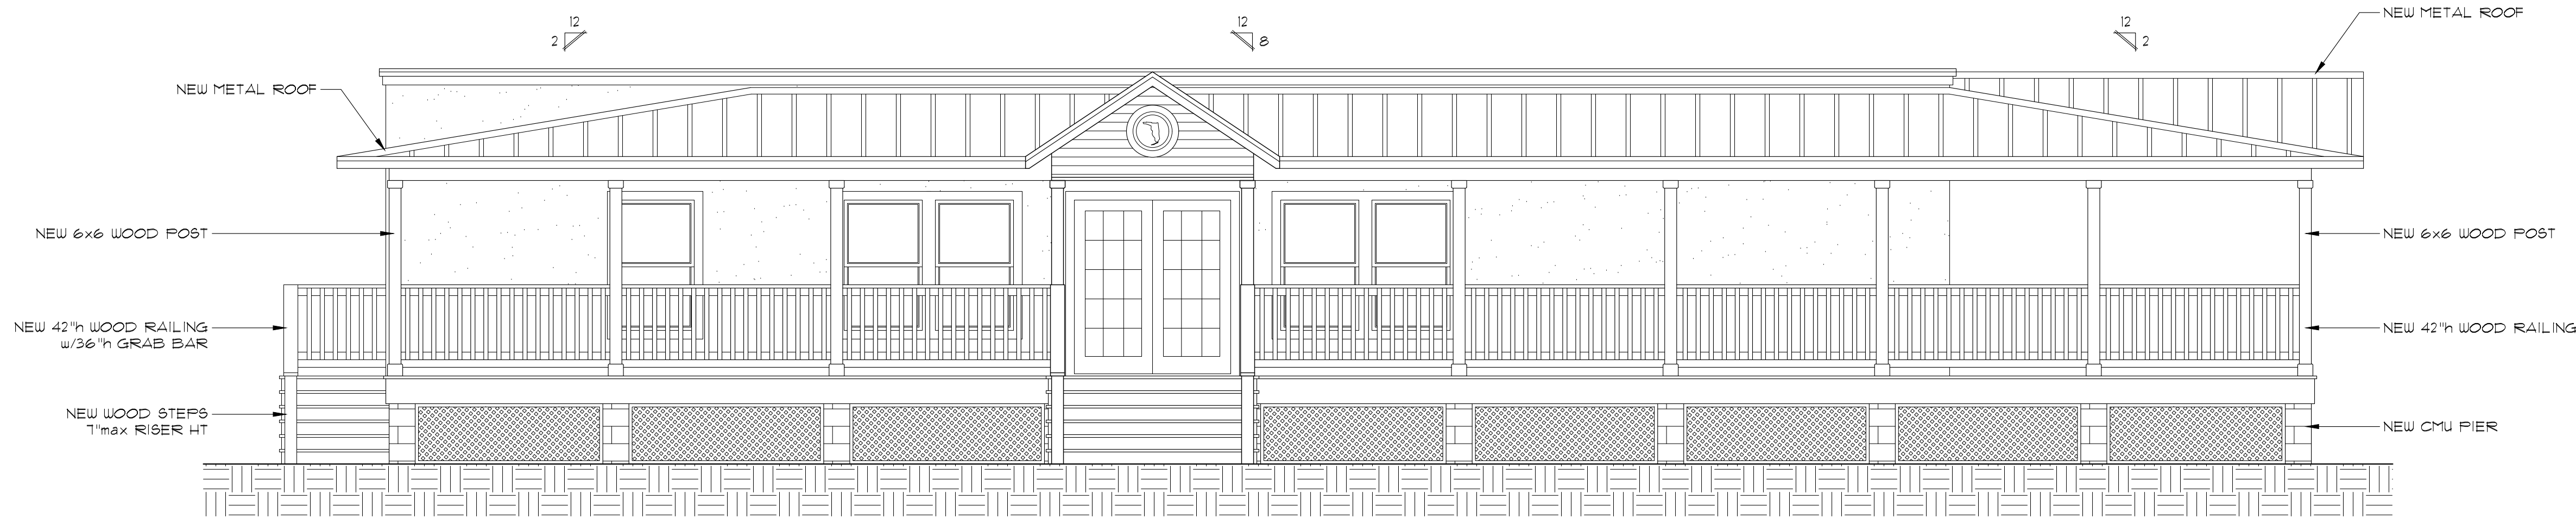 12
2
12
8
12
2
NEW METAL ROOF
NEW METAL ROOF
NEW 6x6 WOOD POST
NEW 6x6 WOOD POST
NEW 42"h WOOD RAILING
w/36"h GRAB BAR
NEW 42"h WOOD RAILING
NEW WOOD STEPS
7"max RISER HT
NEW CMU PIER